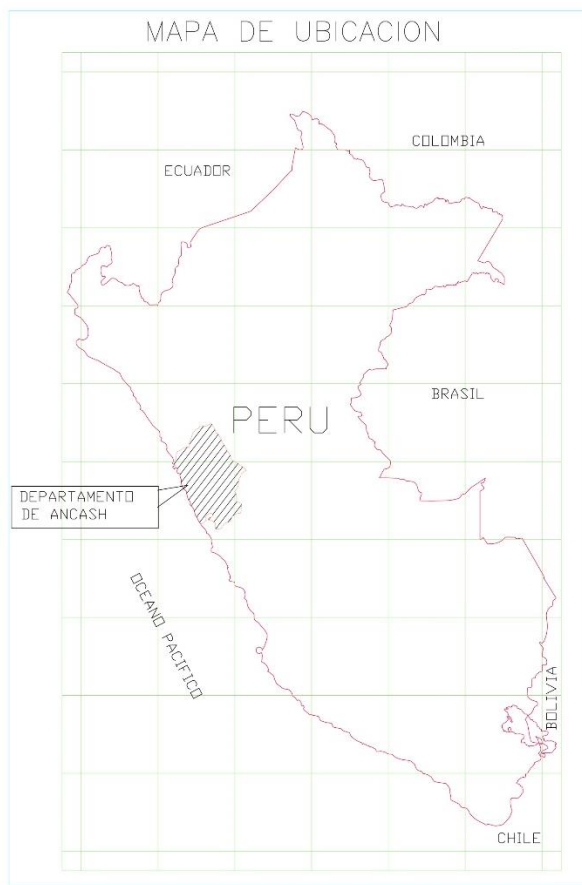 MAPA DE UBICACION
COLOMBIA
ECUADOR
BRASIL
PERU
DEPARTAMENTO
DE ANCASH
OCEANO PACIFICO
BOLIVIA
CHILE